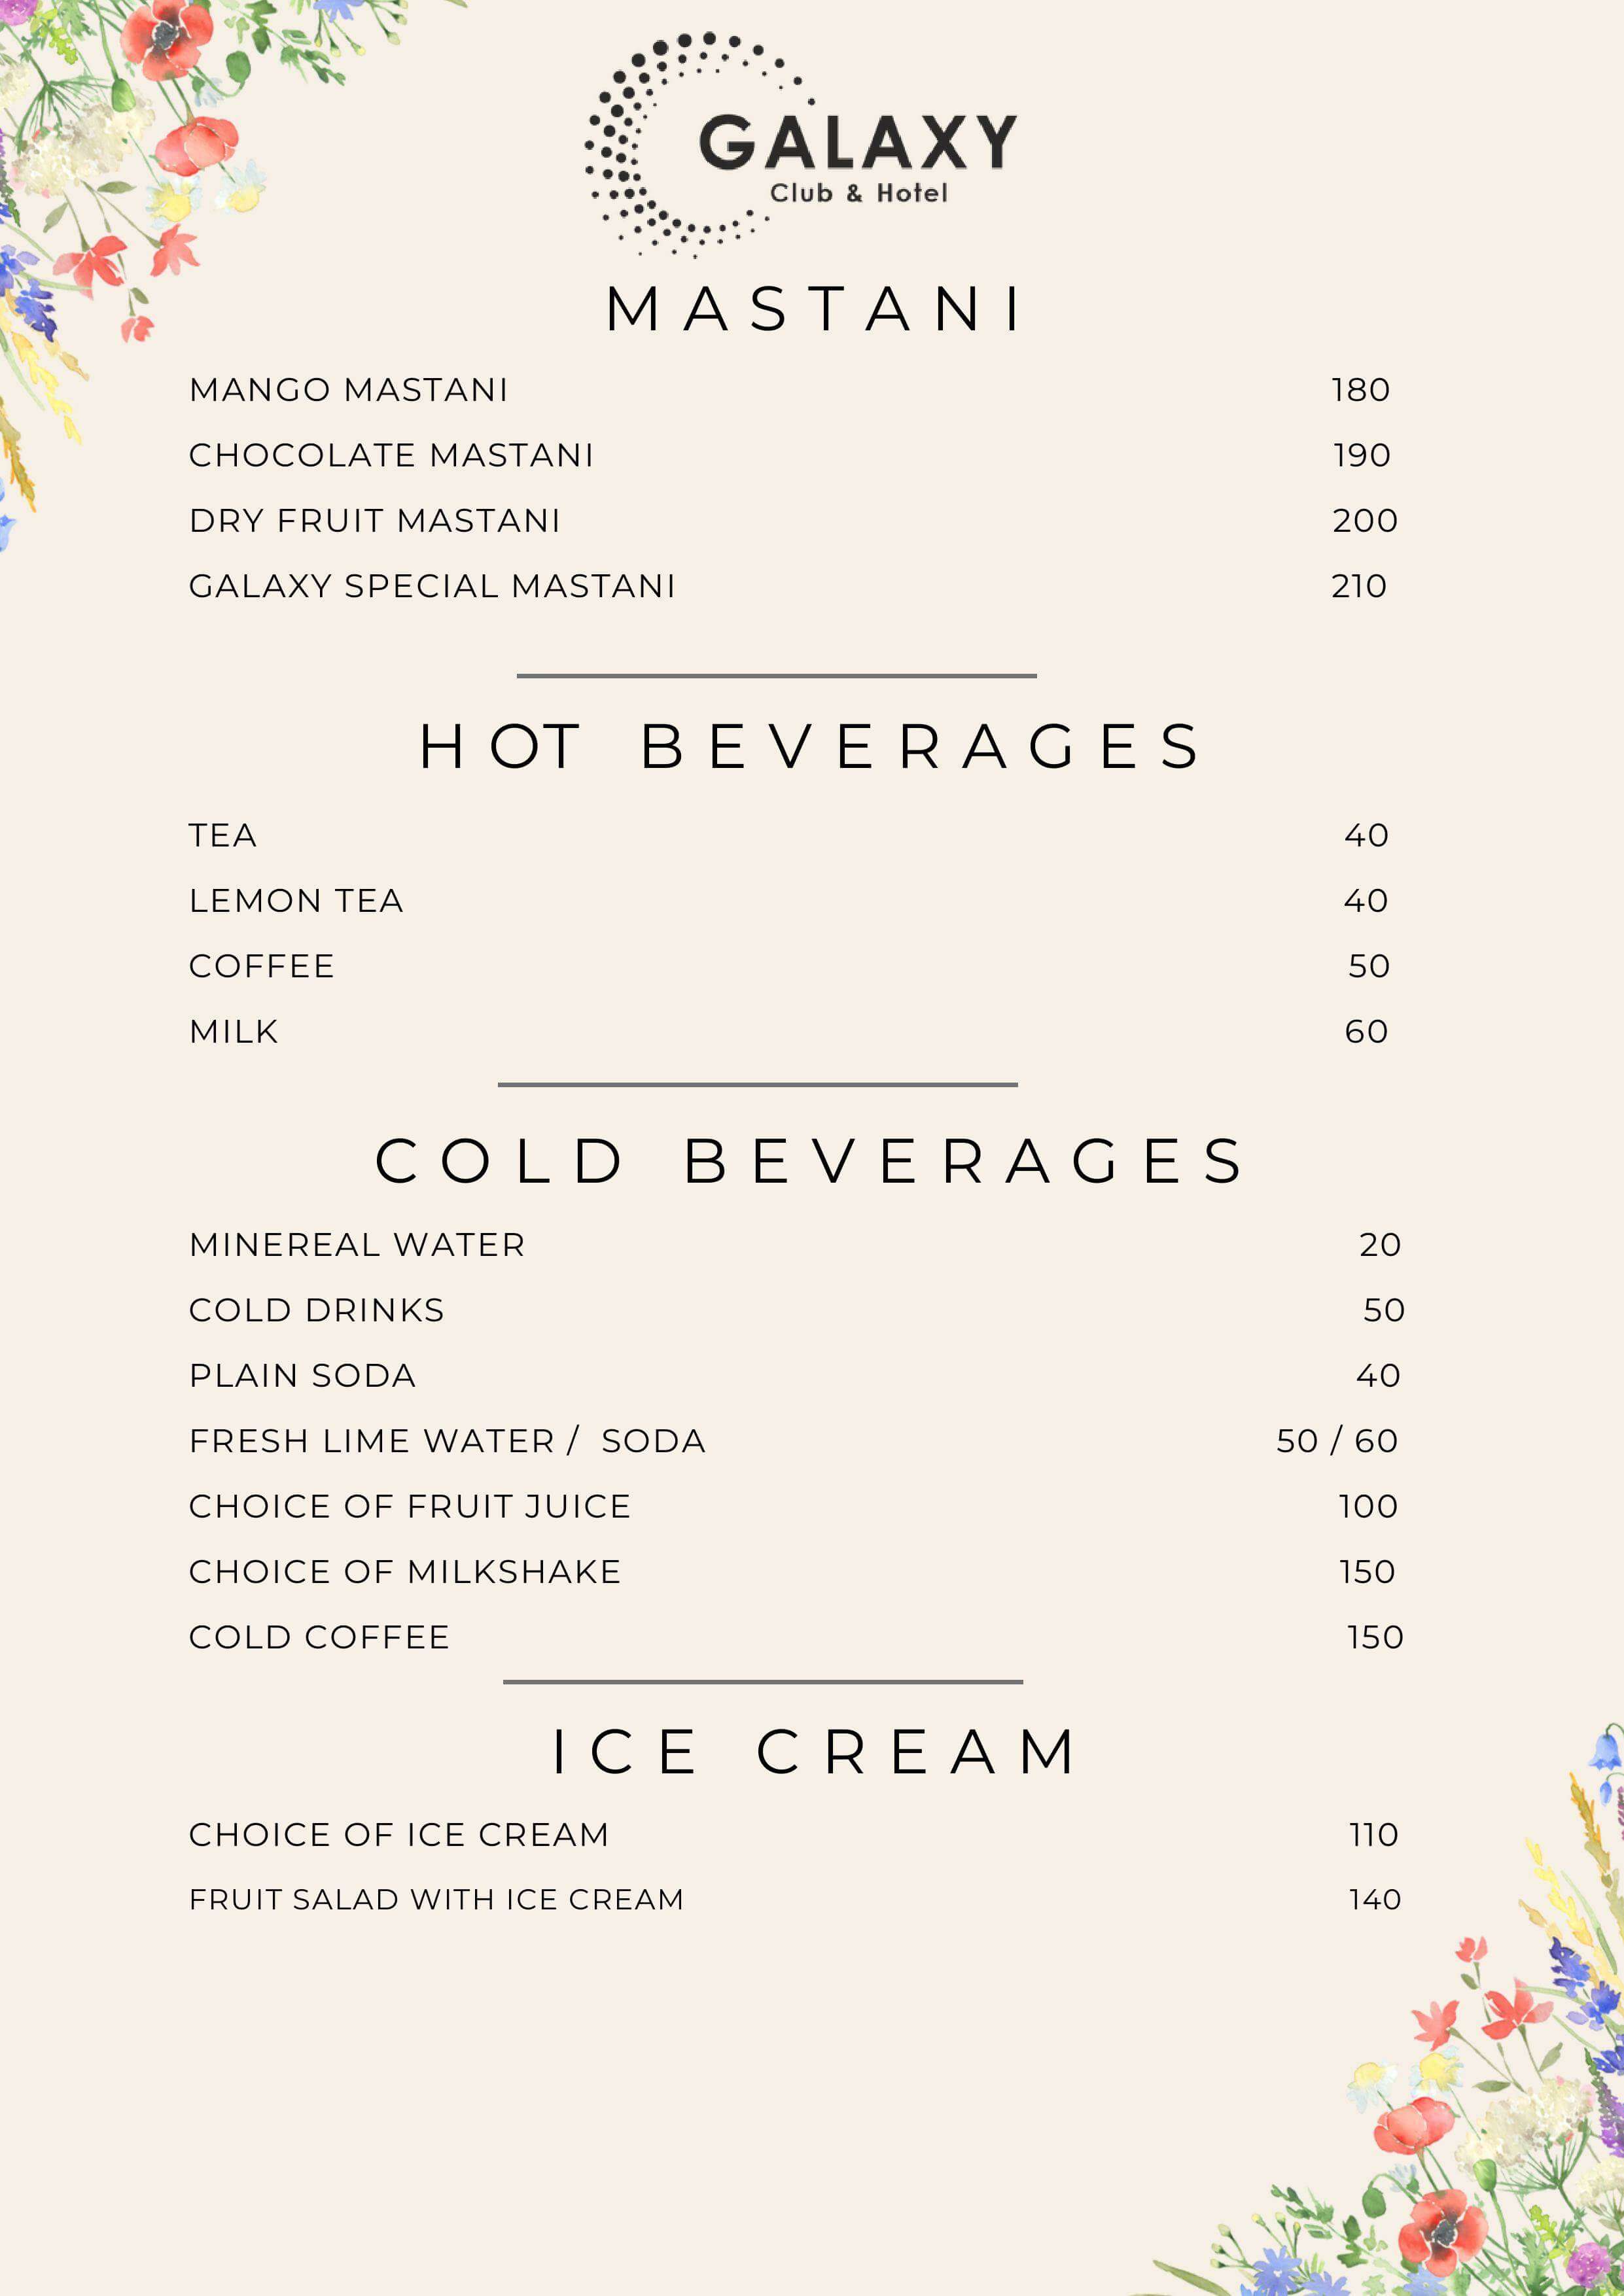 GALAXY
Club & Hotel
MASTANI
MANGO MASTANI 180
CHOCOLATE MASTANI 190
DRY FRUIT MASTANI 200
GALAXY SPECIAL MASTANI 210
HOT BEVERAGES
TEA 40
LEMON TEA 40
COFFEE 50
MILK 60
COLD BEVERAGES
MINEREAL WATER 20
COLD DRINKS 50
PLAIN SODA 40
FRESH LIME WATER / SODA 50 / 60
CHOICE OF FRUIT JUICE 100
CHOICE OF MILKSHAKE 150
COLD COFFEE 150
ICE CREAM
CHOICE OF ICE CREAM 110
FRUIT SALAD WITH ICE CREAM 140